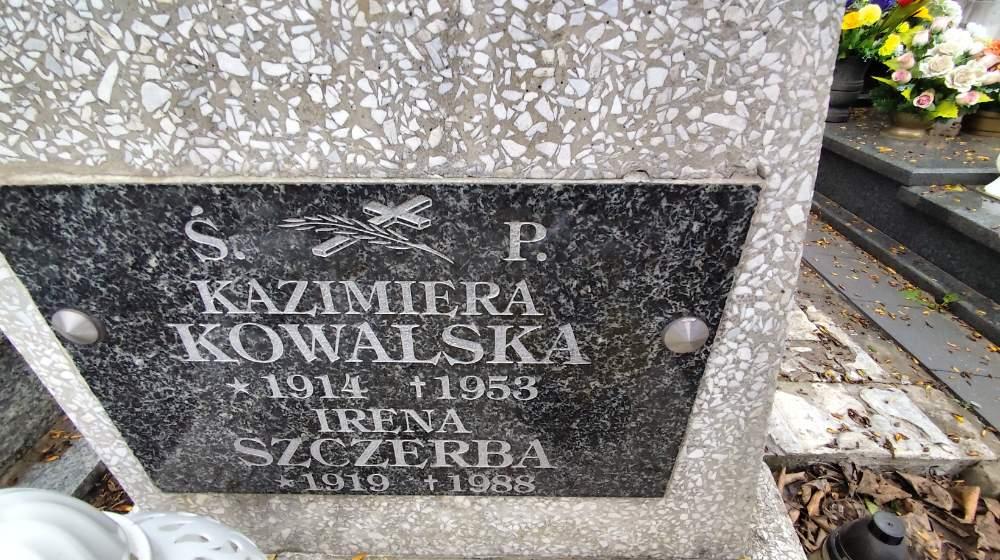 Ś. P.
KAZIMIERA
KOWALSKA
* 1914 † 1953
IRENA
SZCZERBA
* 1919 † 1988